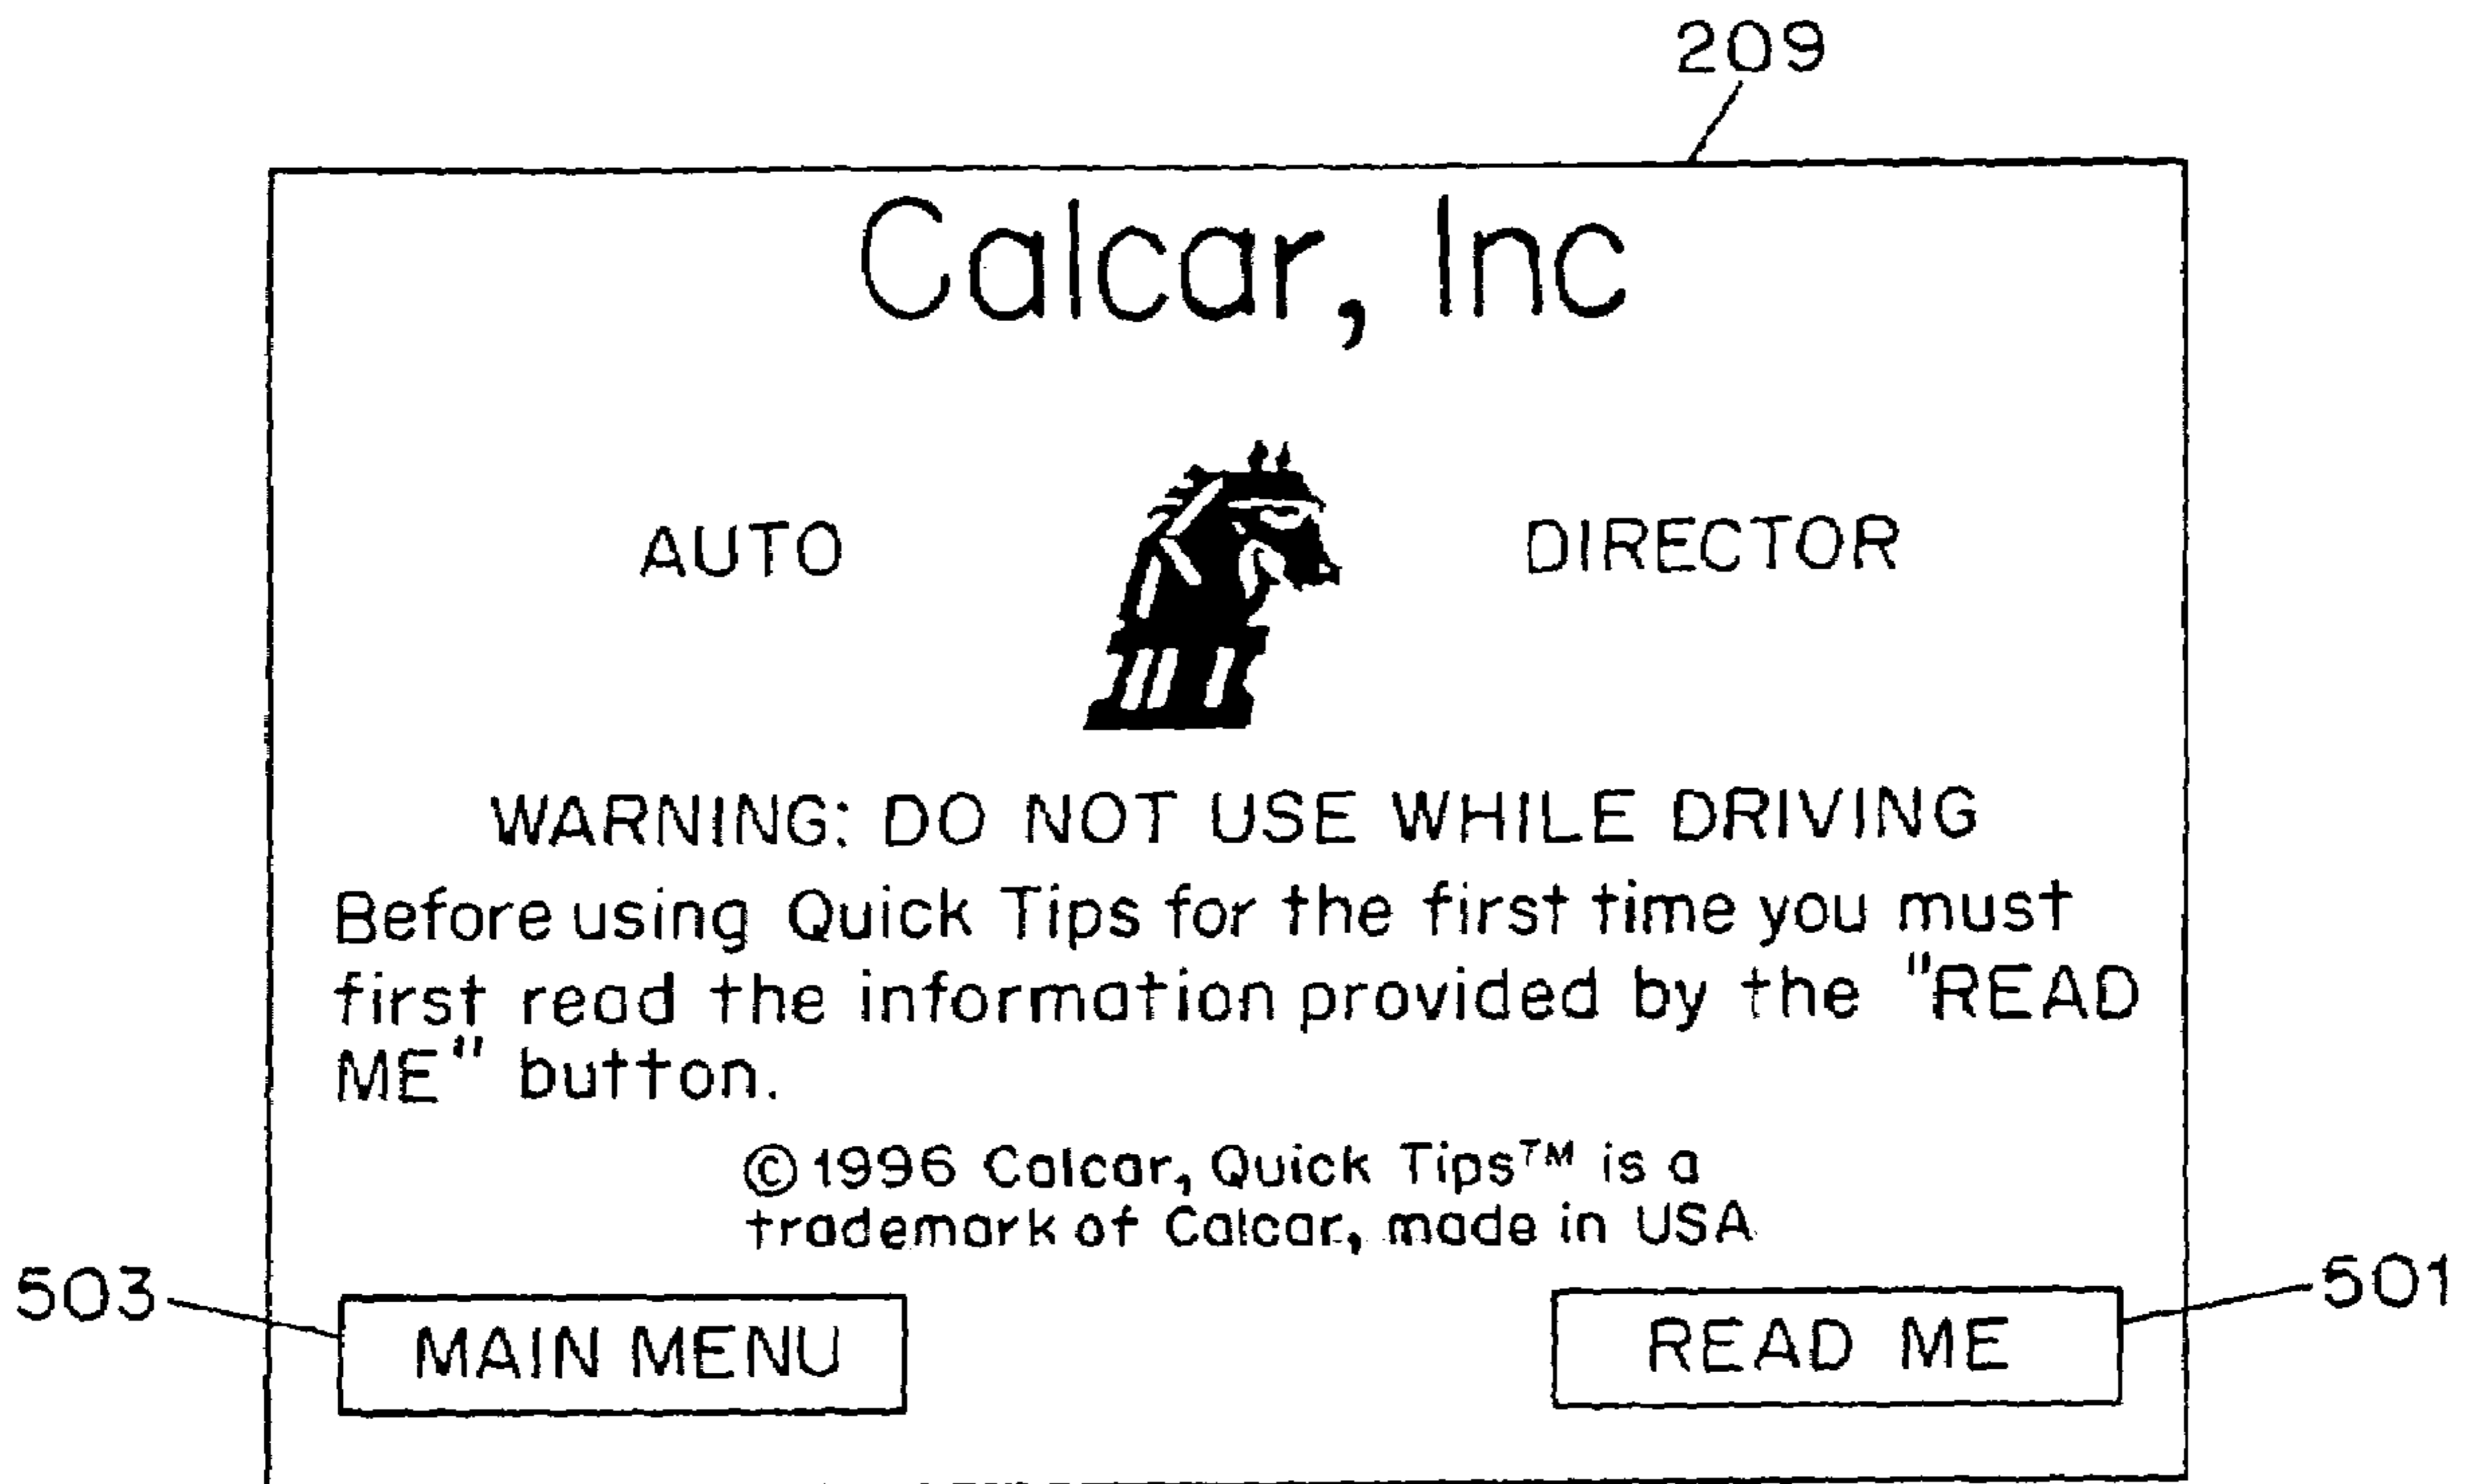 209
Calcar, Inc
AUTO DIRECTOR
WARNING: DO NOT USE WHILE DRIVING
Before using Quick Tips for the first time you must
first read the information provided by the "READ
ME" button.
©1996 Calcar, Quick Tips™ is a
trademark of Calcar, made in USA
503 MAIN MENU READ ME 501